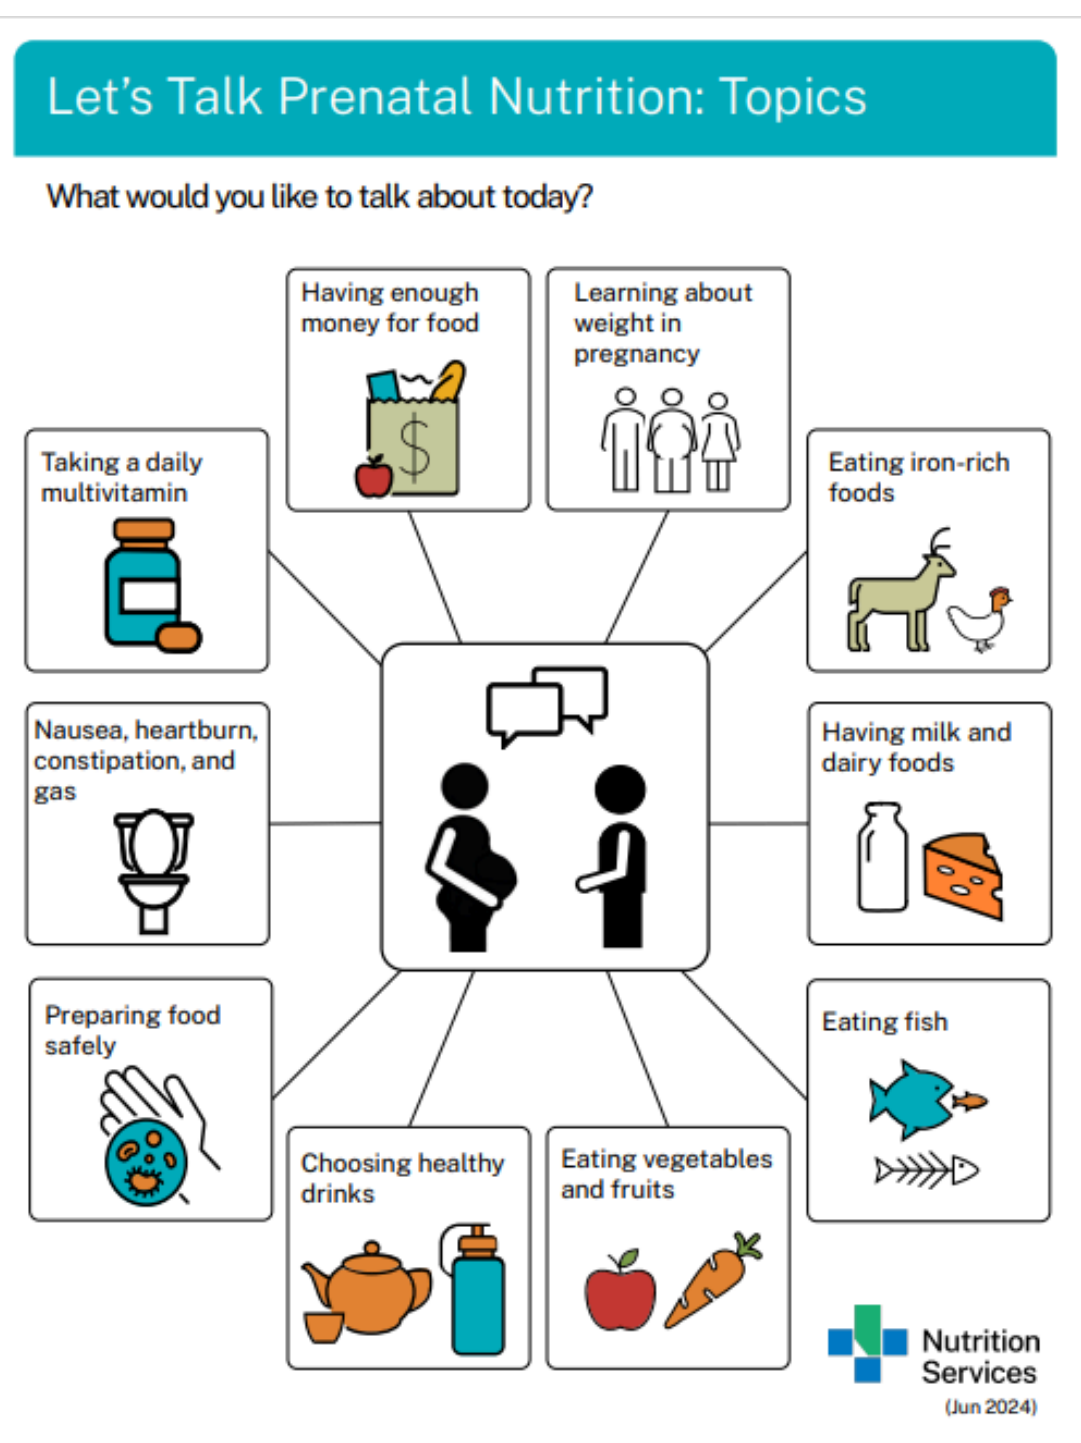 Let's Talk Prenatal Nutrition: Topics
What would you like to talk about today?
Having enough
money for food
$
Learning about
weight in
pregnancy
Taking a daily
multivitamin
Eating iron-rich
foods
Nausea, heartburn,
constipation, and
gas
Having milk and
dairy foods
Preparing food
safely
Eating fish
Choosing healthy
drinks
Eating vegetables
and fruits
Nutrition
Services
(Jun 2024)